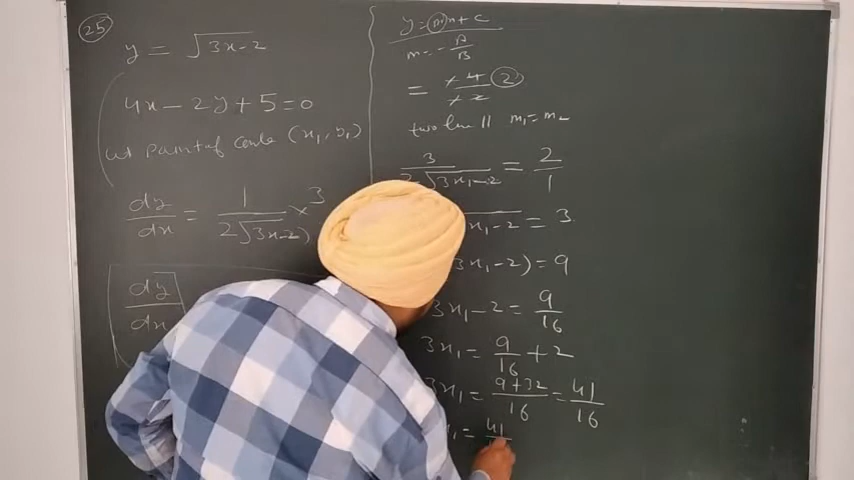 25
y = √3x-2
4x - 2y + 5 = 0
let point of (x₁, y₁)
dy/dx = 1/2√3x-2 × 3
dy/dx
y = mx + c
m = -A/B
= -4/-2 2
two line || m₁ = m₂
3/2√3x₁-2 = 2/1
x₁-2 = 3
3x₁-2) = 9
3x₁-2 = 9/16
3x₁ = 9/16 + 2
3x₁ = 9+32/16 = 41/16
₁ = 41